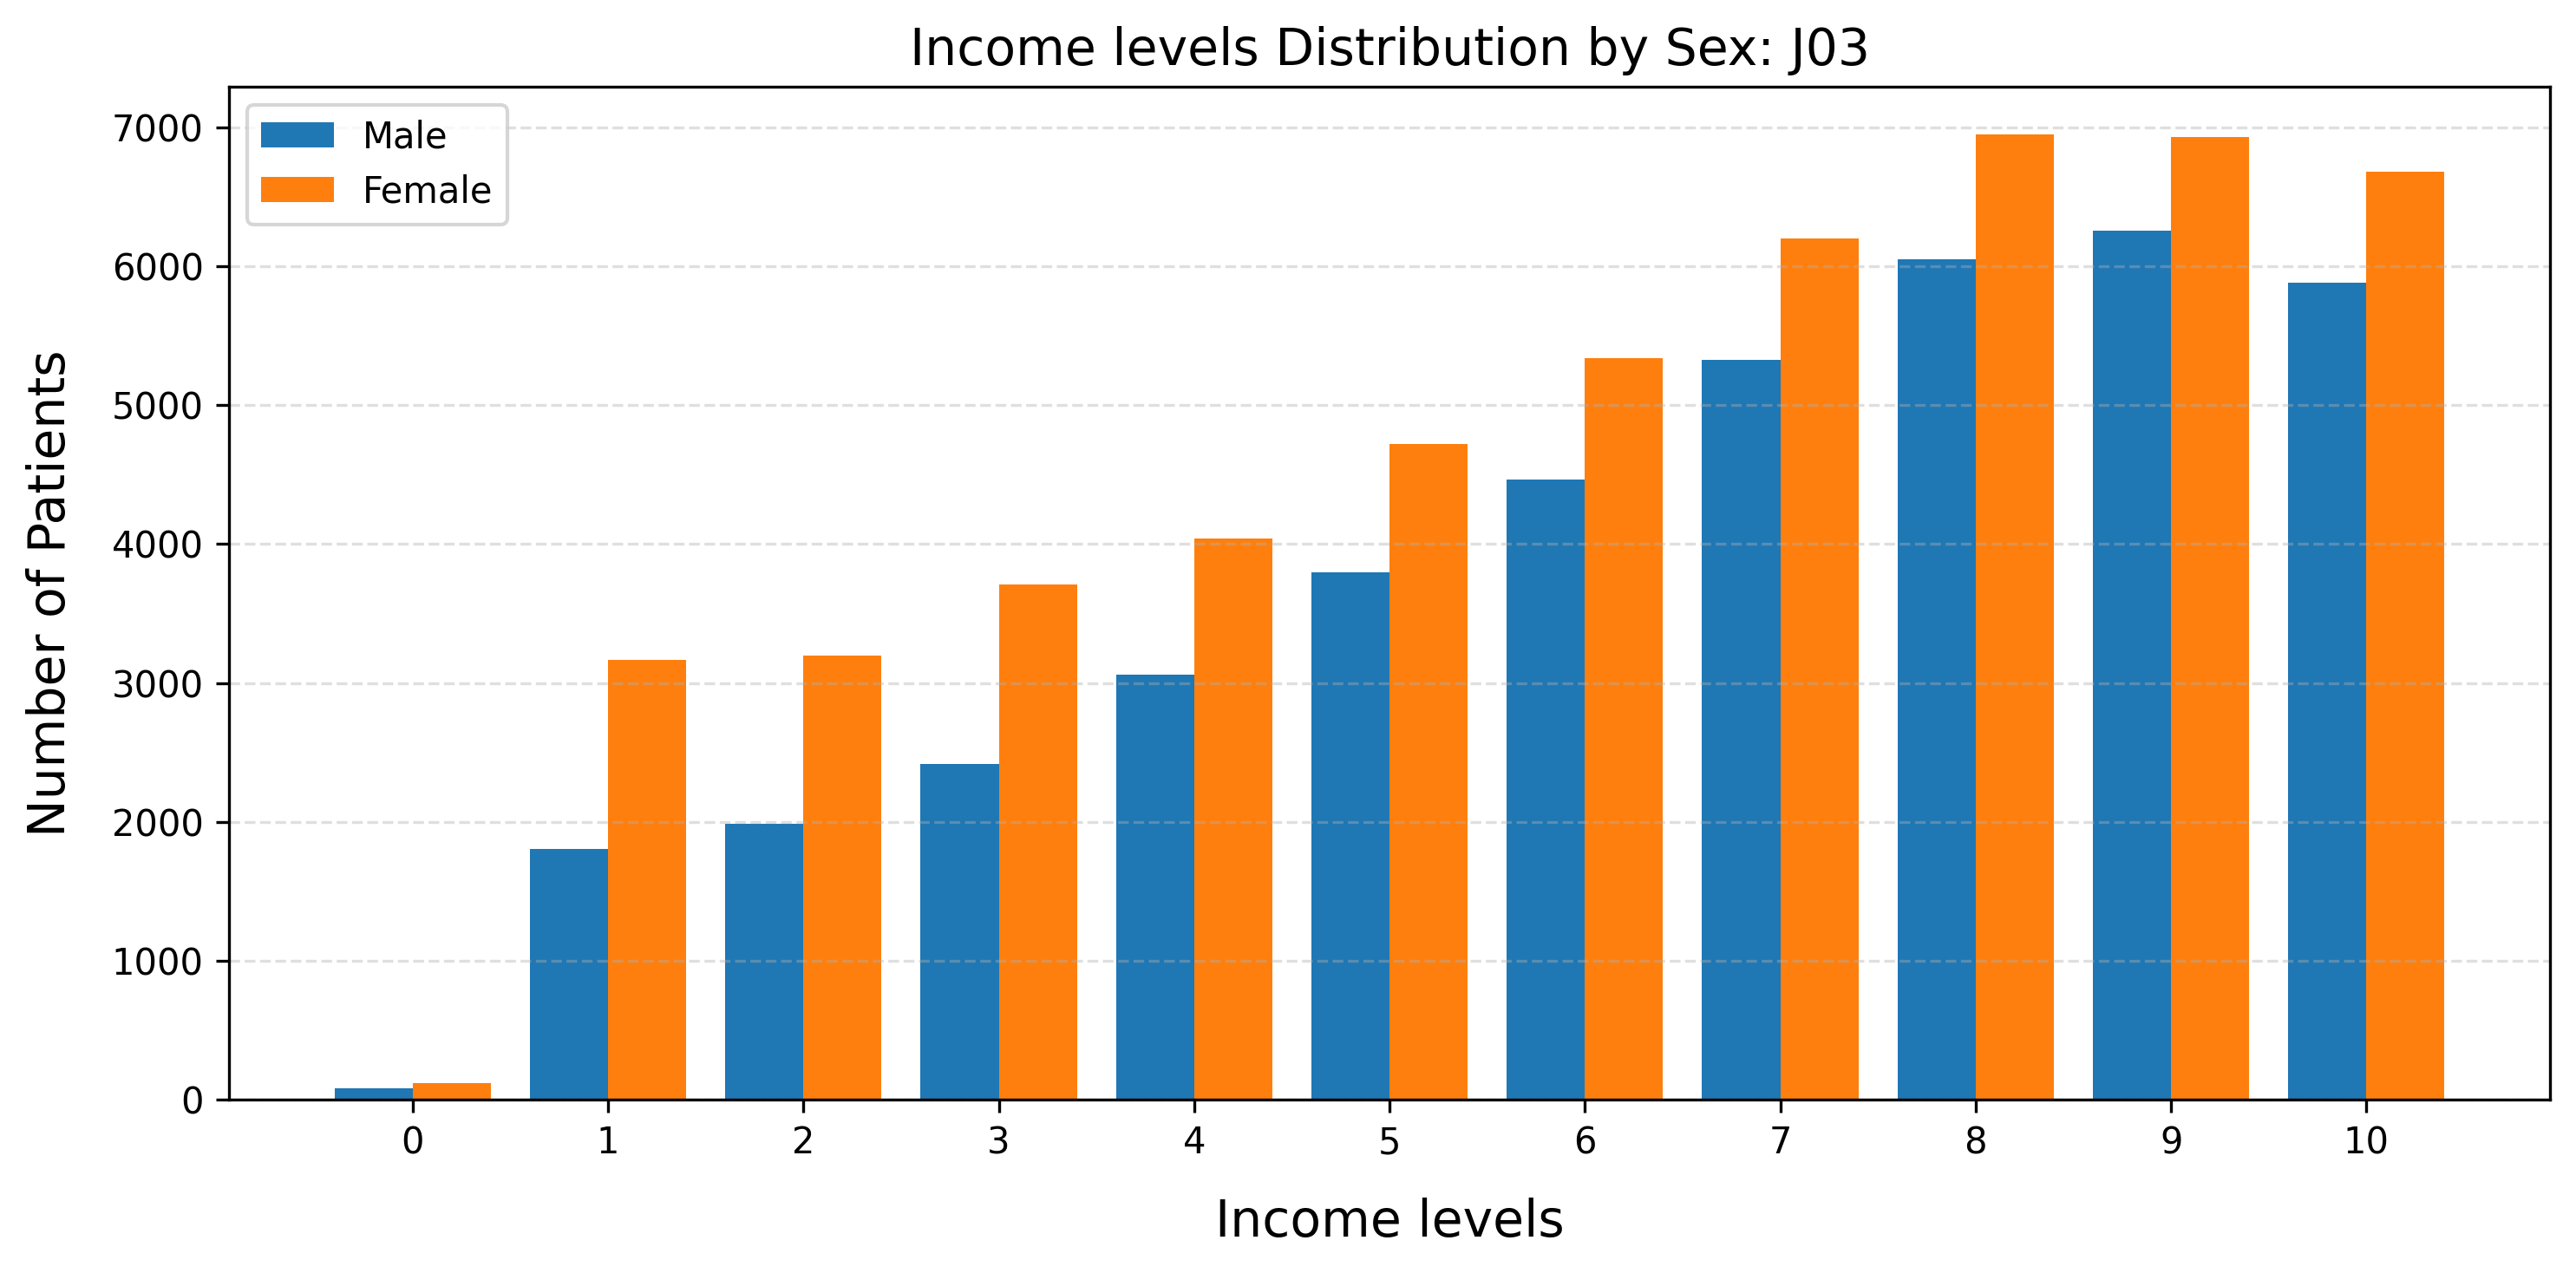 Income levels Distribution by Sex: J03
Male
Female
Number of Patients
7000
6000
5000
4000
3000
2000
1000
0
0 1 2 3 4 5 6 7 8 9 10
Income levels